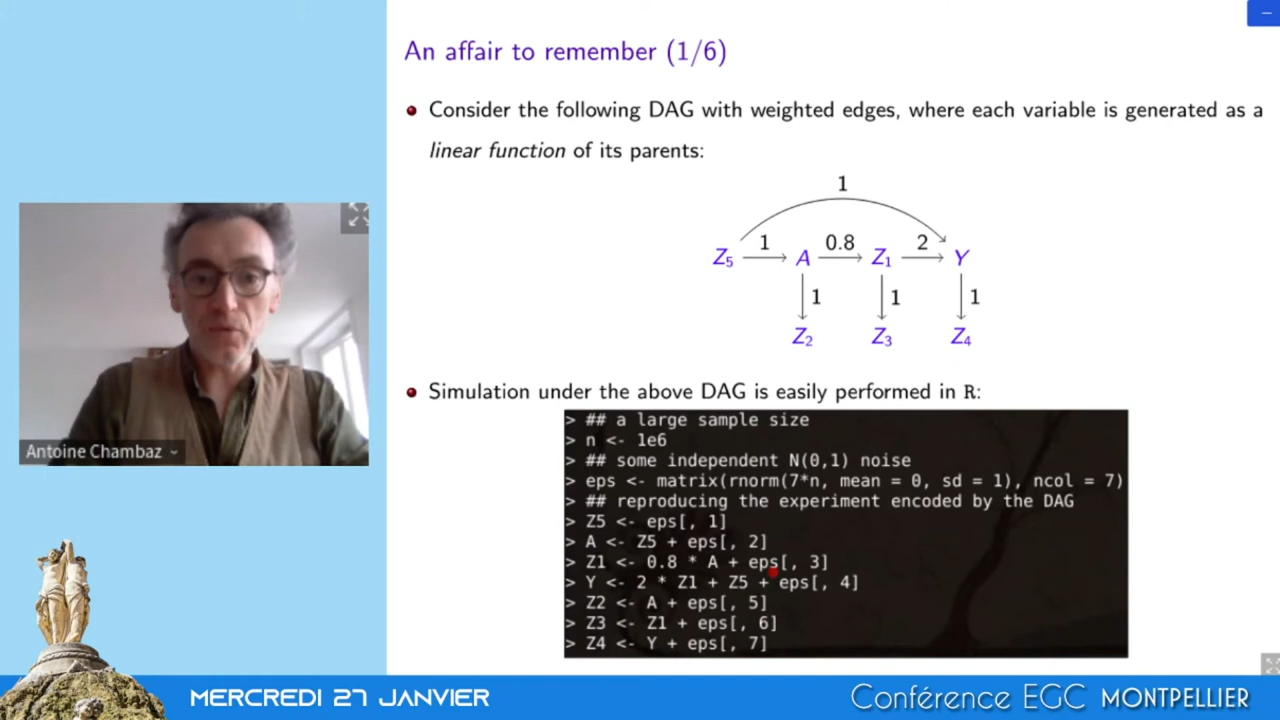 An affair to remember (1/6)
Consider the following DAG with weighted edges, where each variable is generated as a
linear function of its parents:
1
Z5 1 A 0.8 Z1 2 Y
1 1 1
Z2 Z3 Z4
Simulation under the above DAG is easily performed in R:
> ## a large sample size
> n <- 1e6
> ## some independent N(0,1) noise
> eps <- matrix(rnorm(7*n, mean = 0, sd = 1), ncol = 7)
> ## reproducing the experiment encoded by the DAG
> Z5 <- eps[, 1]
> A <- Z5 + eps[, 2]
> Z1 <- 0.8 * A + eps[, 3]
> Y <- 2 * Z1 + Z5 + eps[, 4]
> Z2 <- A + eps[, 5]
> Z3 <- Z1 + eps[, 6]
> Z4 <- Y + eps[, 7]
Antoine Chambaz
MERCREDI 27 JANVIER
Conférence EGC MONTPELLIER